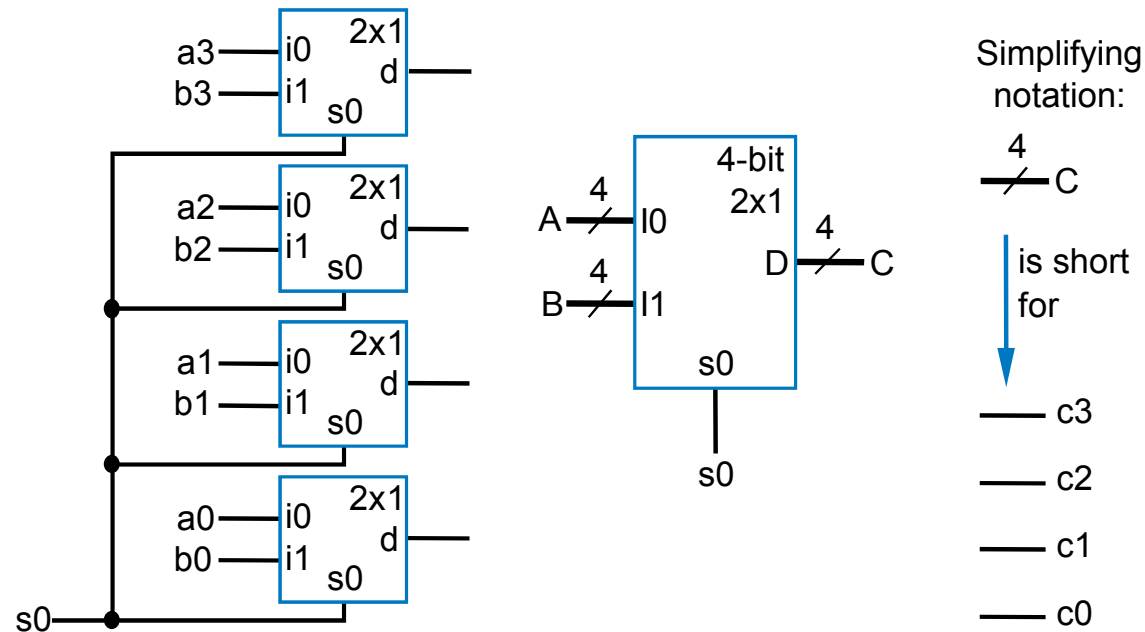 2x1
a3
i0
d
b3
i1
s0
2x1
a2
i0
d
b2
i1
s0
2x1
a1
i0
d
b1
i1
s0
2x1
a0
i0
d
b0
i1
s0
s0
4-bit
2x1
4
A
I0
4
D
C
4
B
I1
s0
s0
Simplifying
notation:
4
C
is short
for
c3
c2
c1
c0